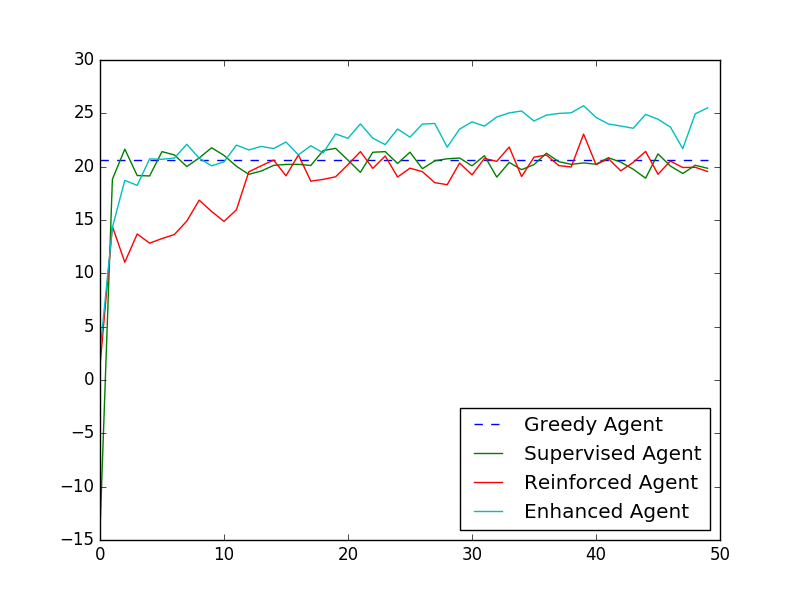 30
25
20
15
10
5
0
−5
−10
−15
0 10 20 30 40 50
Greedy Agent
Supervised Agent
Reinforced Agent
Enhanced Agent